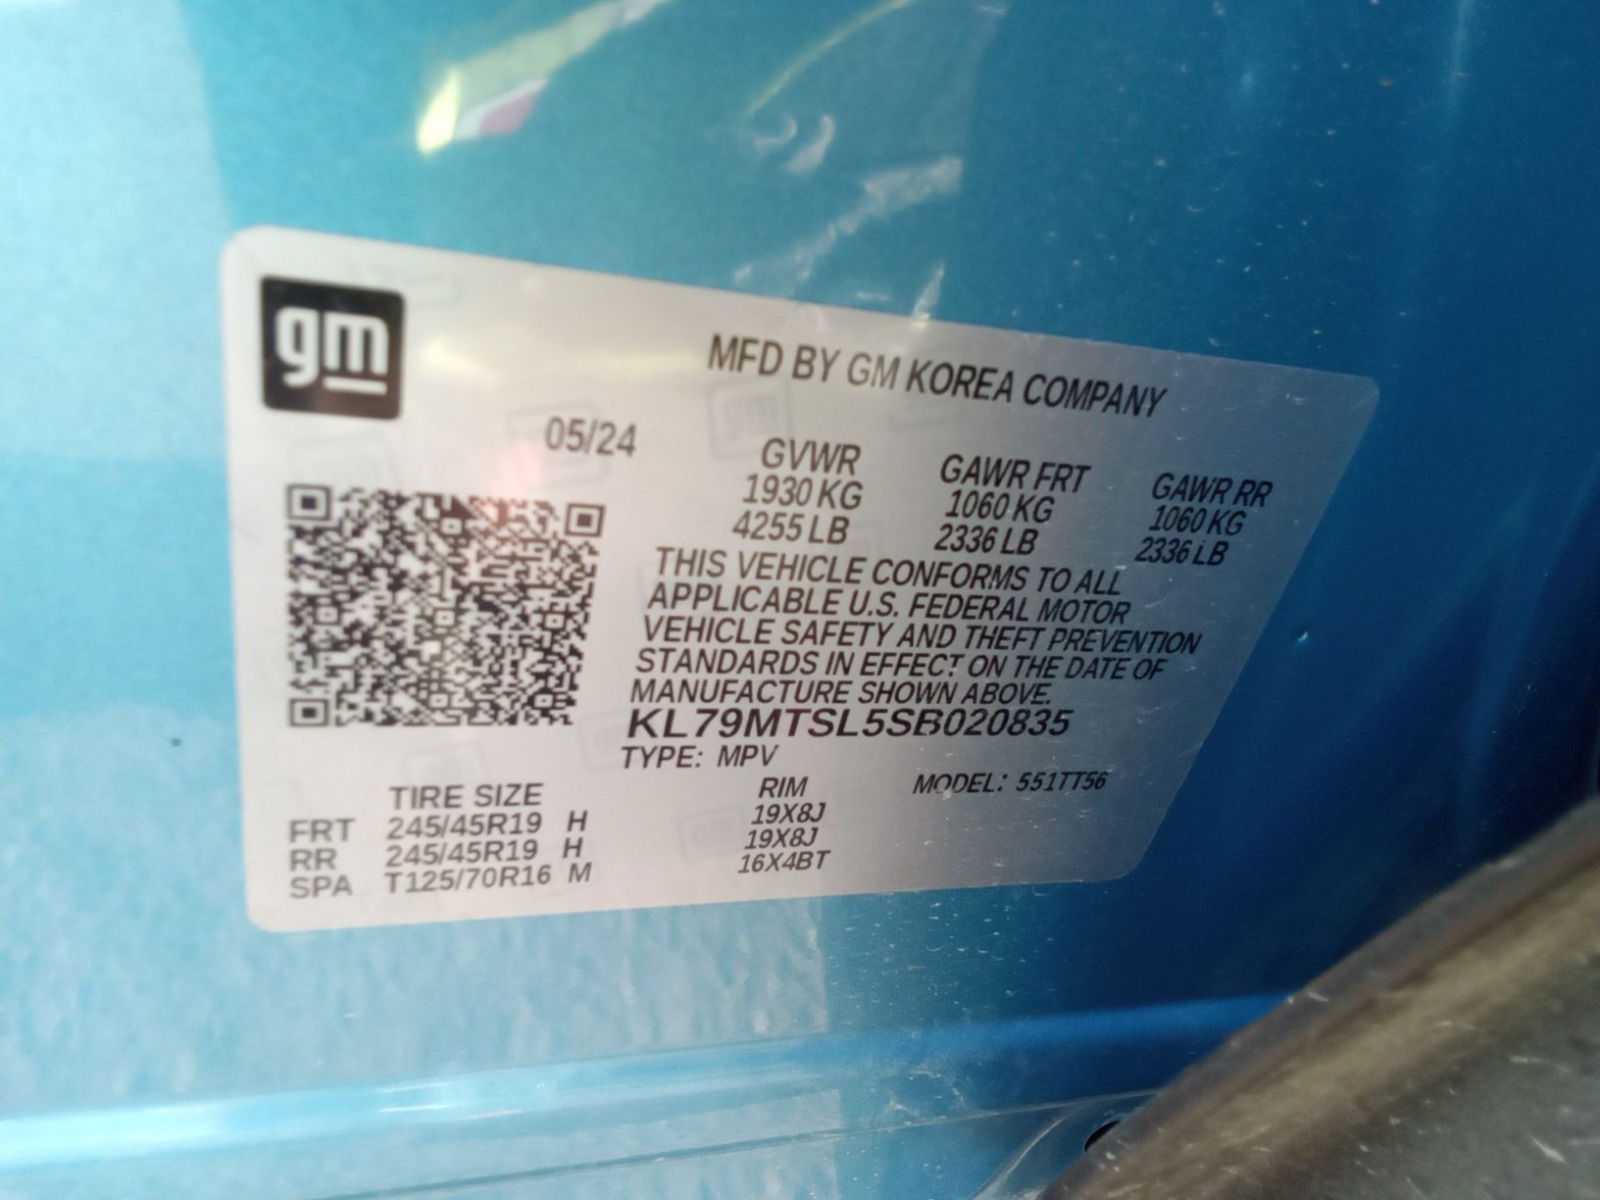 gm
MFD BY GM KOREA COMPANY
05/24
GVWR GAWR FRT GAWR RR
1930 KG 1060 KG 1060 KG
4255 LB 2336 LB 2336 LB
THIS VEHICLE CONFORMS TO ALL
APPLICABLE U.S. FEDERAL MOTOR
VEHICLE SAFETY AND THEFT PREVENTION
STANDARDS IN EFFECT ON THE DATE OF
MANUFACTURE SHOWN ABOVE.
KL79MTSL5SB020835
TYPE: MPV
MODEL: 551TT56
TIRE SIZE RIM
FRT 245/45R19 H 19X8J
RR 245/45R19 H 19X8J
SPA T125/70R16 M 16X4BT